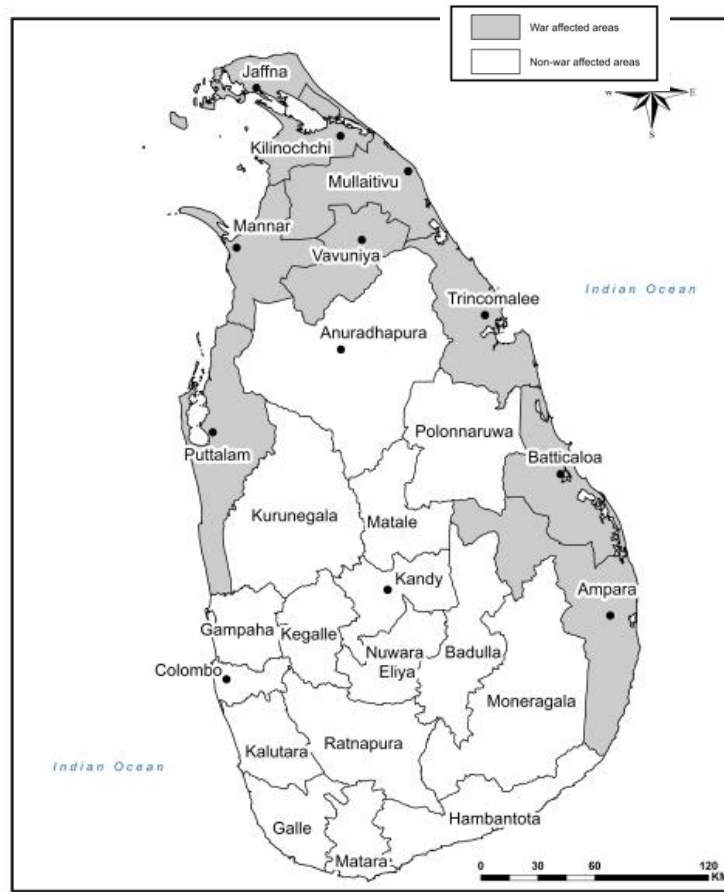 War affected areas
Non-war affected areas
Jaffna
E
S
Kilinochchi
Mullaitivu
Mannar
Vavuniya
Indian Ocean
Trincomalee
Anuradhapura
Polonnaruwa
Puttalam
Batticaloa
Kurunegala
Matale
Kandy
Ampara
Gampaha
Kegalle
Nuwara
Eliya
Badulla
Colombo
Moneragala
Ratnapura
Kalutara
Indian Ocean
Hambantota
Galle
Matara
0 30 60 120